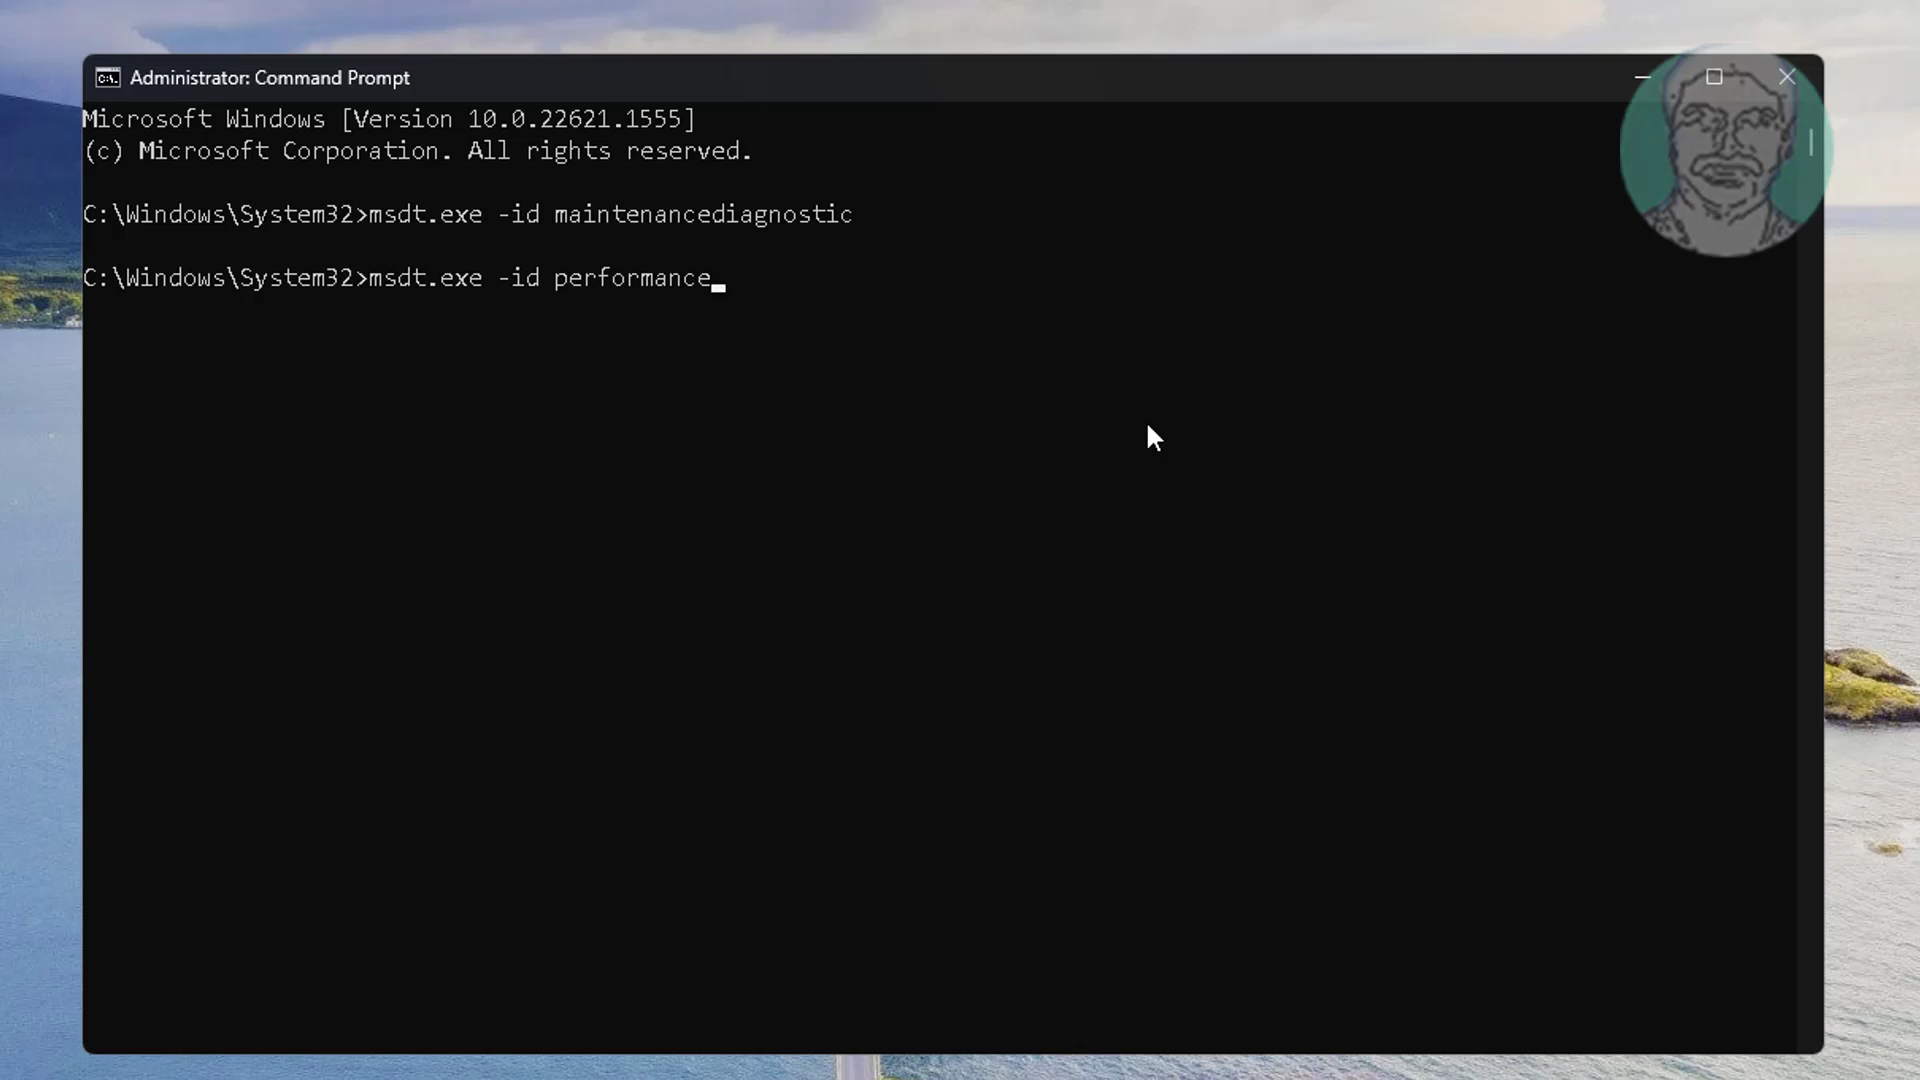 Administrator: Command Prompt
Microsoft Windows [Version 10.0.22621.1555]
(c) Microsoft Corporation. All rights reserved.
C:\Windows\System32>msdt.exe -id maintenancediagnostic
C:\Windows\System32>msdt.exe -id performance